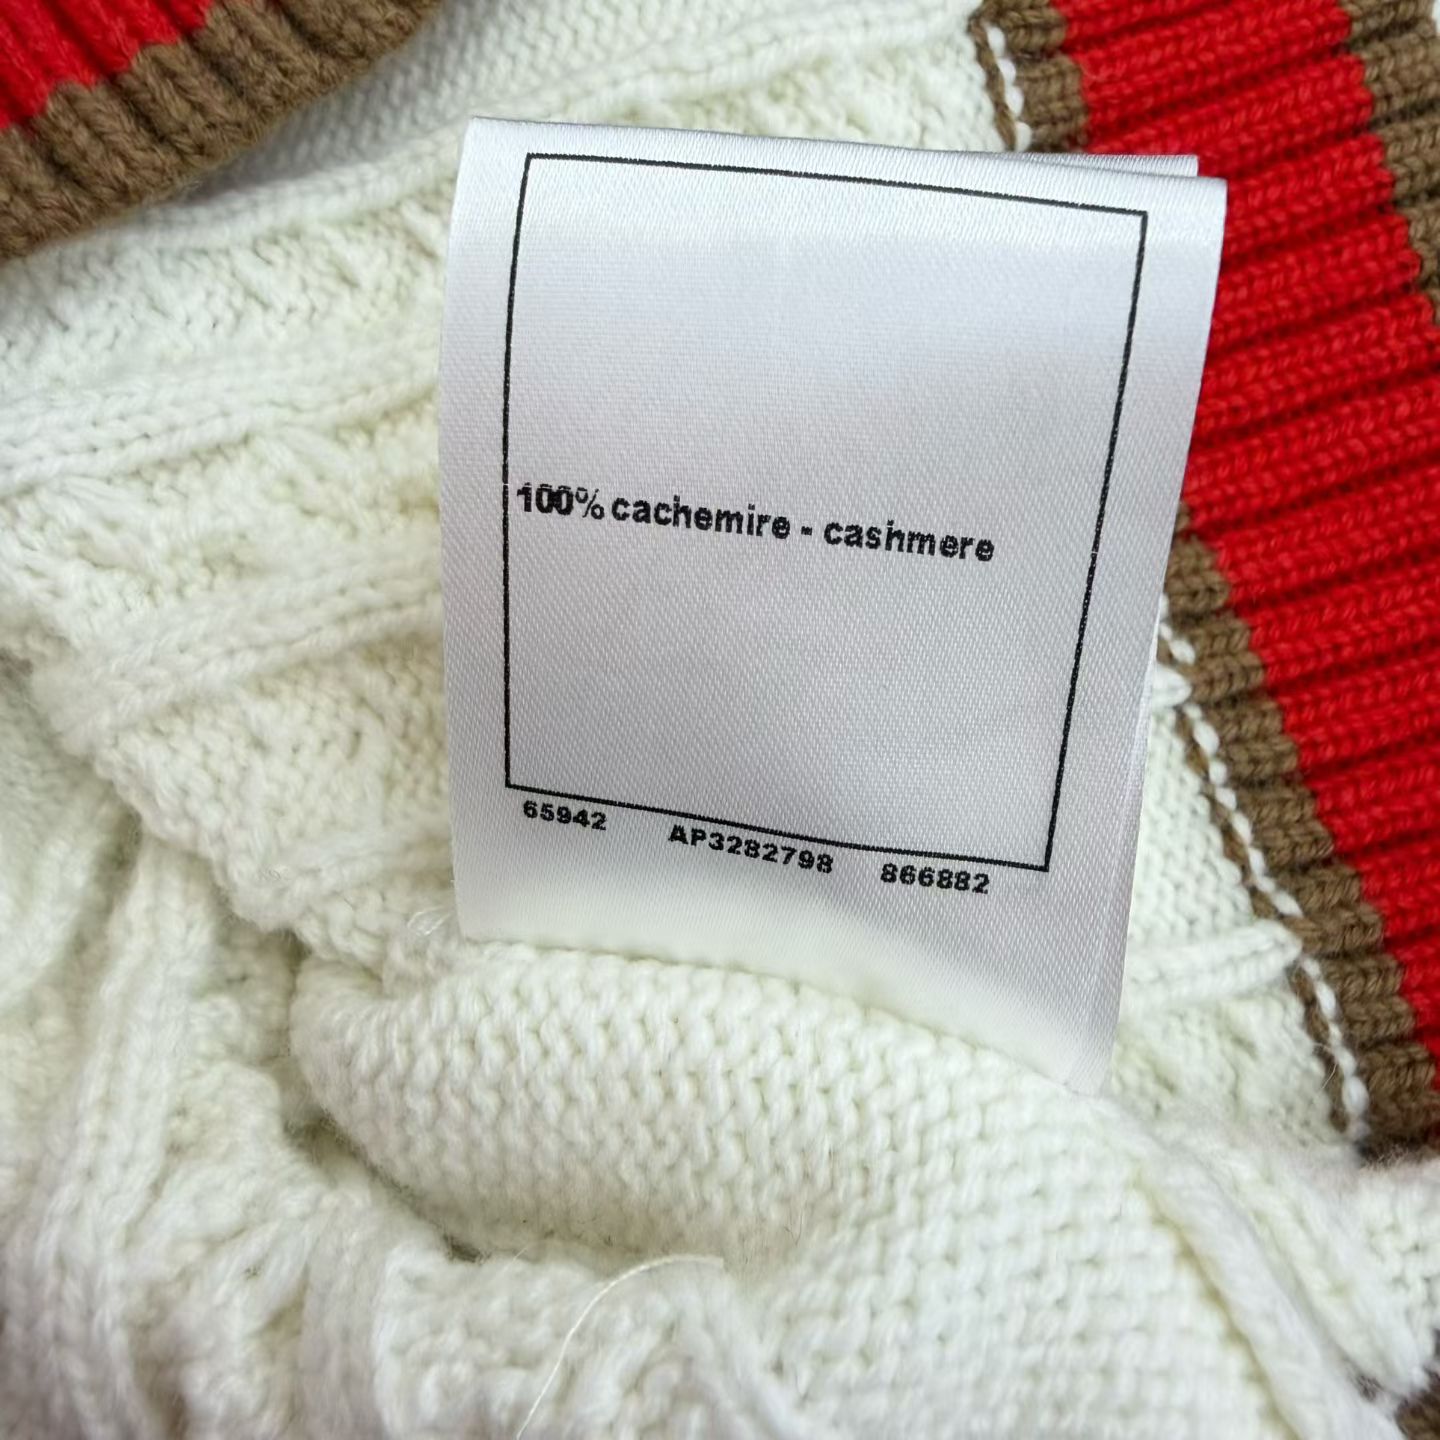 100% cachemire - cashmere
65942 AP3282798 866882